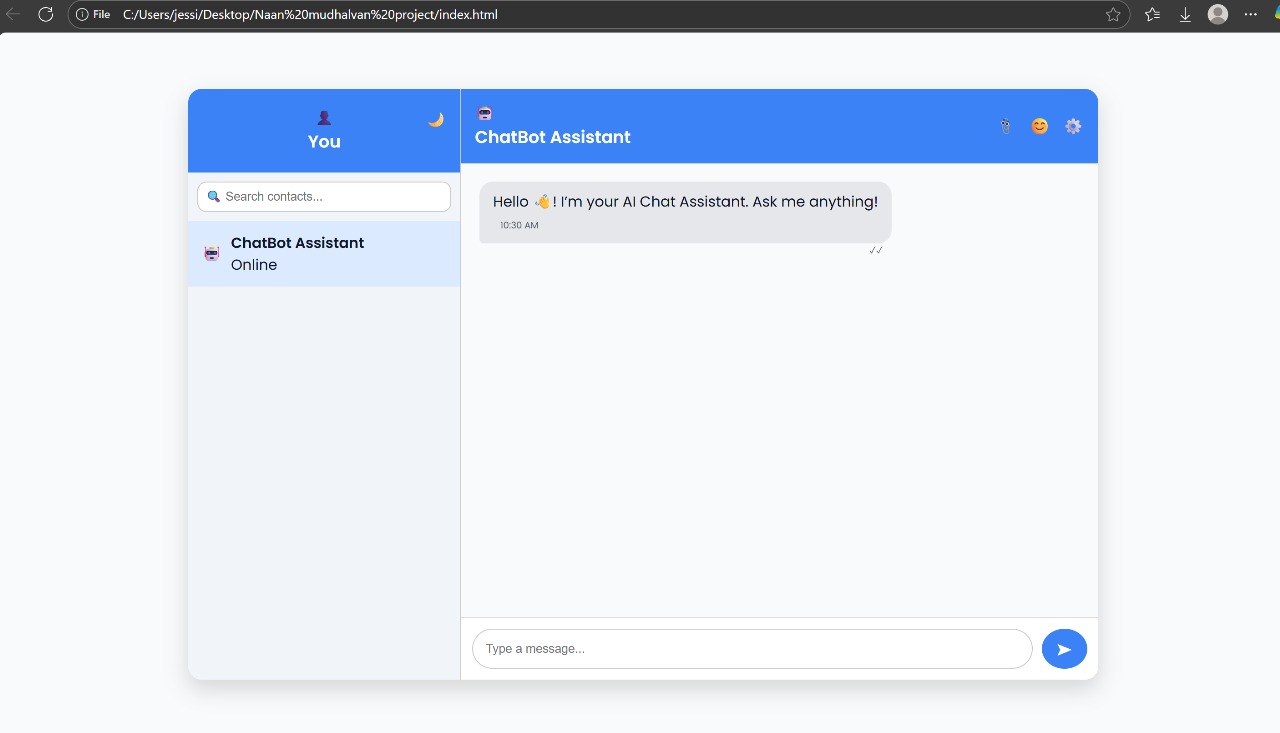 File C:/Users/jessi/Desktop/Naan%20mudhalvan%20project/index.html
You
Search contacts...
ChatBot Assistant
Online
ChatBot Assistant
Hello 👋! I’m your AI Chat Assistant. Ask me anything!
10:30 AM
✓✓
Type a message...